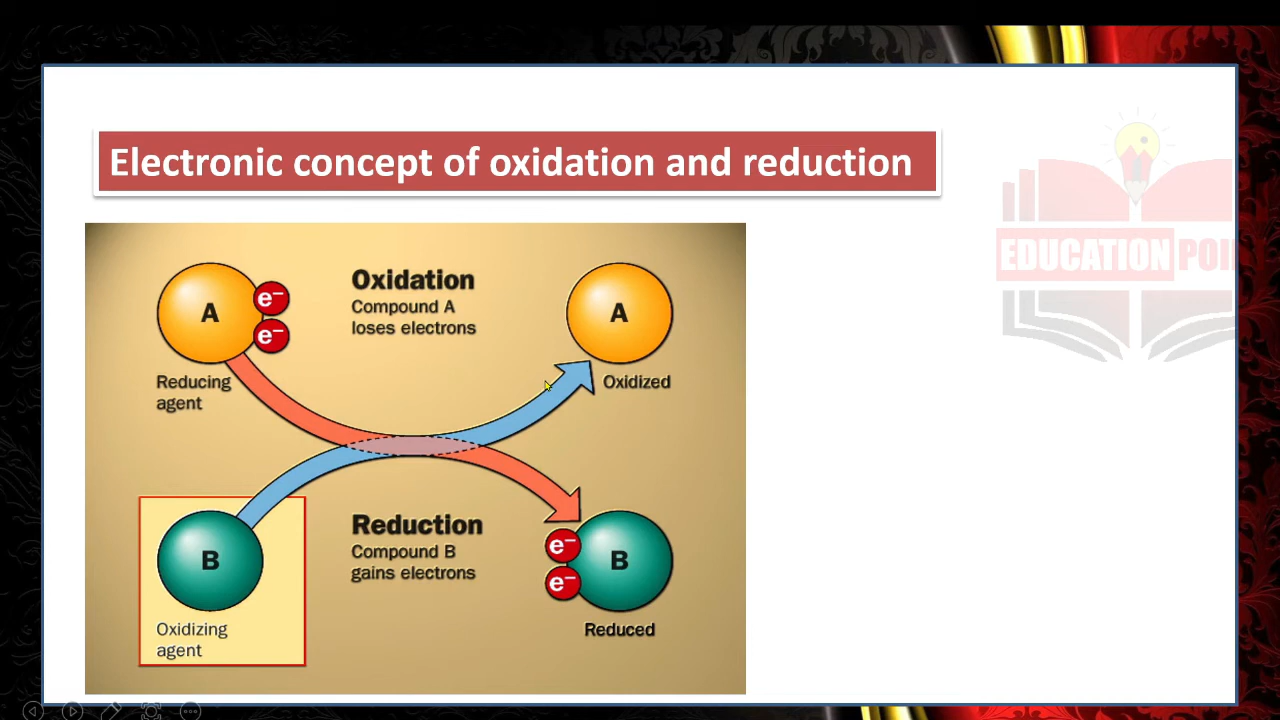 Electronic concept of oxidation and reduction
EDUCATION POI
A
e−
e−
Oxidation
Compound A
loses electrons
A
Reducing
agent
Oxidized
B
Reduction
Compound B
gains electrons
e−
e−
B
Oxidizing
agent
Reduced